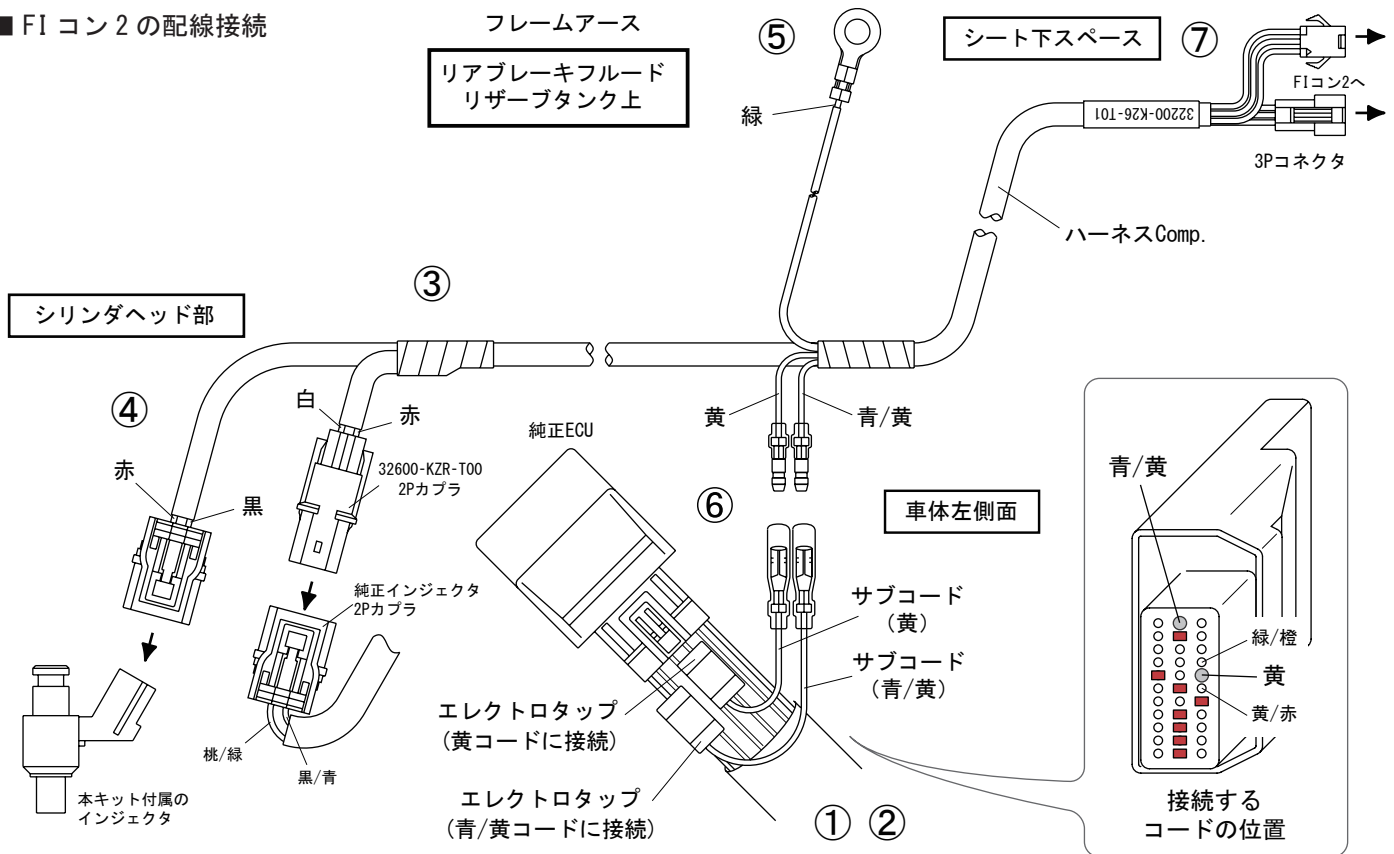 ■ FI コン 2 の配線接続
フレームアース
リアブレーキフルード
リザーブタンク上
⑤
緑
シート下スペース
⑦
FIコン2へ
3Pコネクタ
32200-K26-T01
ハーネスComp.
③
シリンダヘッド部
④
赤
黒
白
赤
32600-KZR-T00
2Pカプラ
純正インジェクタ
2Pカプラ
桃/緑
黒/青
本キット付属の
インジェクタ
純正ECU
黄
青/黄
⑥
車体左側面
サブコード
(黄)
サブコード
(青/黄)
エレクトロタップ
(黄コードに接続)
エレクトロタップ
(青/黄コードに接続)
① ②
青/黄
緑/橙
黄
黄/赤
接続する
コードの位置